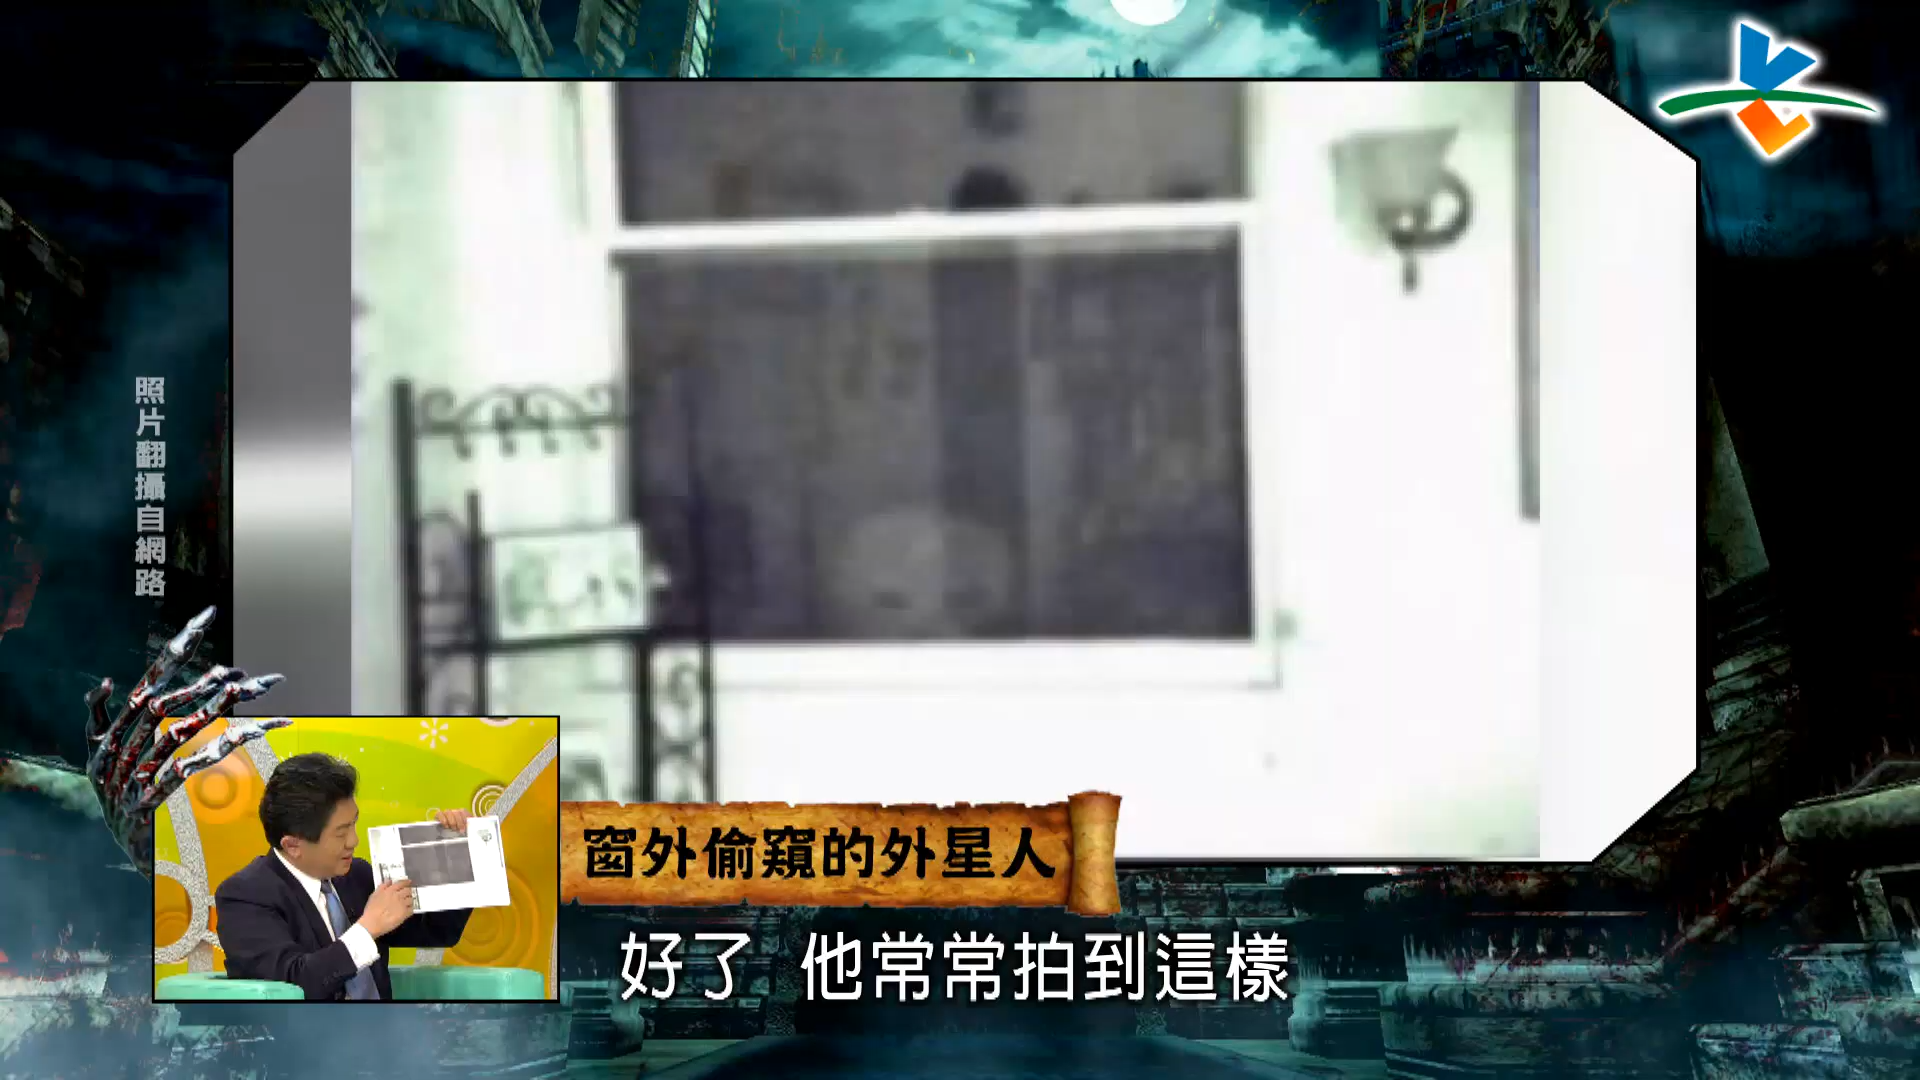 照片翻攝自網路
窗外偷窺的外星人
好了 他常常拍到這樣